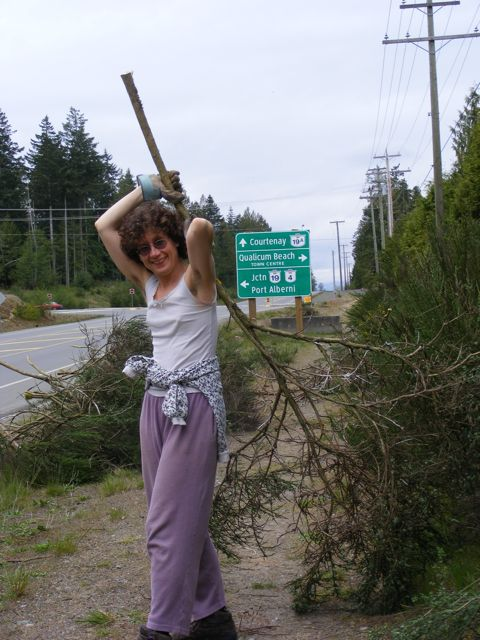 Courtenay 19A
Qualicum Beach
TOWN CENTRE
Jctn 19 4
Port Alberni